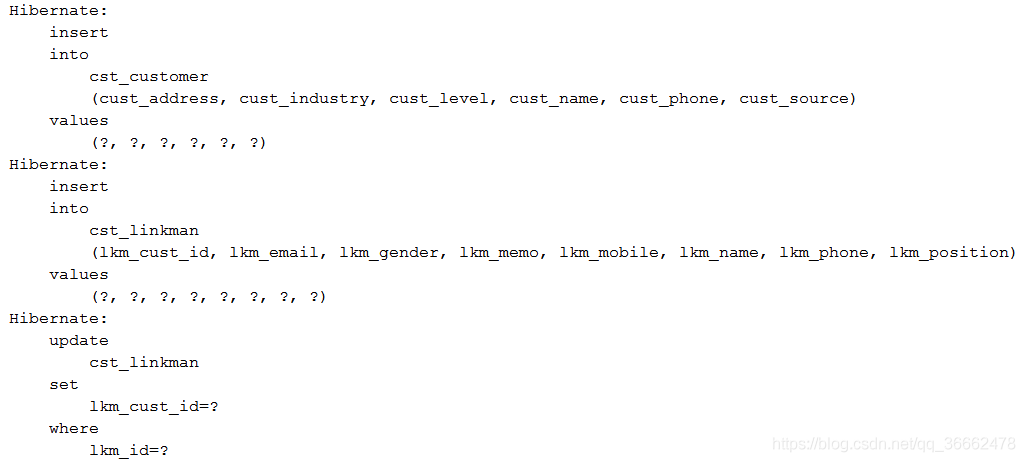 Hibernate:
    insert
    into
        cst_customer
        (cust_address, cust_industry, cust_level, cust_name, cust_phone, cust_source)
    values
        (?, ?, ?, ?, ?, ?)
Hibernate:
    insert
    into
        cst_linkman
        (lkm_cust_id, lkm_email, lkm_gender, lkm_memo, lkm_mobile, lkm_name, lkm_phone, lkm_position)
    values
        (?, ?, ?, ?, ?, ?, ?, ?)
Hibernate:
    update
        cst_linkman
    set
        lkm_cust_id=?
    where
        lkm_id=?
https://blog.csdn.net/qq_36662478